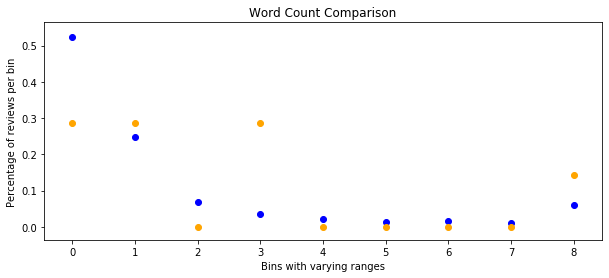 Word Count Comparison
Percentage of reviews per bin
0.5
0.4
0.3
0.2
0.1
0.0
0 1 2 3 4 5 6 7 8
Bins with varying ranges